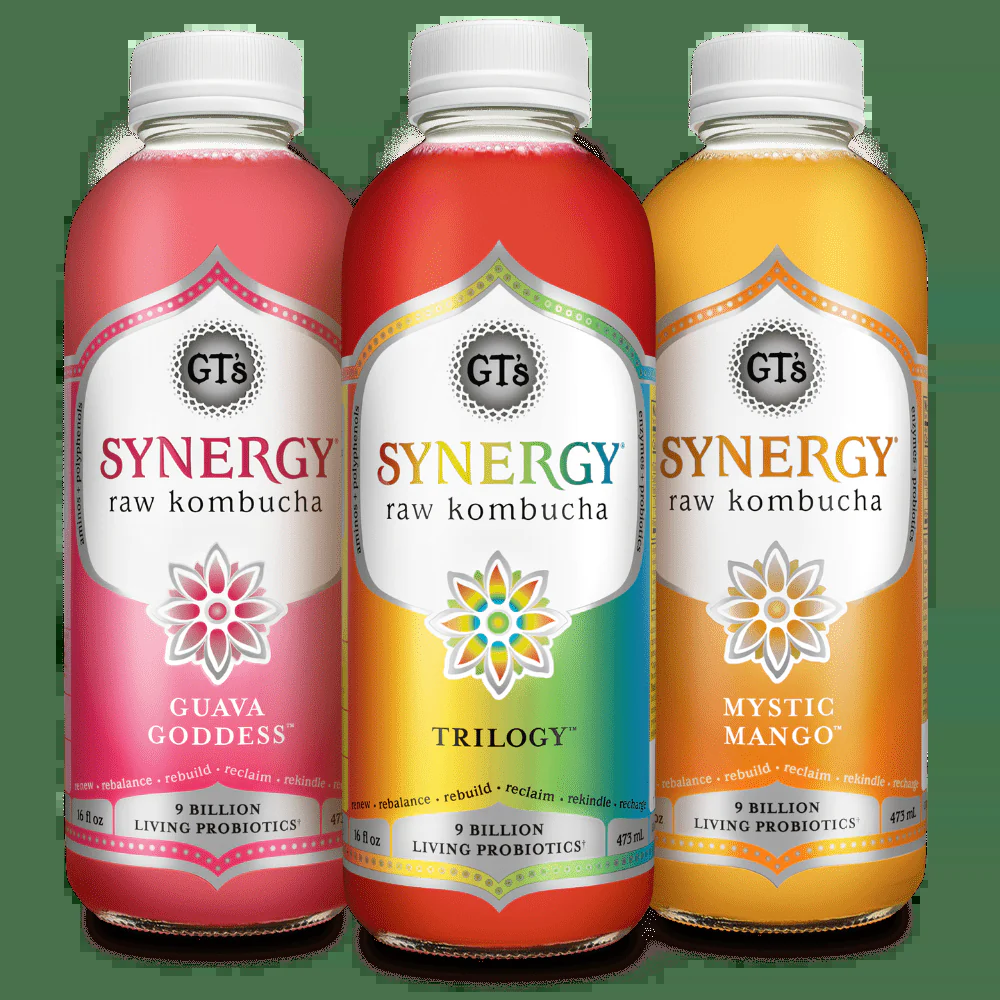 GT's
SYNERGY®
raw kombucha
aminos + polyphenols
GUAVA
GODDESS™
renew • rebalance • rebuild • reclaim • rekindle •
16 fl oz
9 BILLION
LIVING PROBIOTICS†
GT's
SYNERGY®
raw kombucha
aminos + polyphenols
enzymes + probiotics
TRILOGY™
renew • rebalance • rebuild • reclaim • rekindle • recharge
16 fl oz
9 BILLION
LIVING PROBIOTICS†
473 mL
GT's
SYNERGY®
raw kombucha
enzymes + probiotics
MYSTIC
MANGO™
rebalance • rebuild • reclaim • rekindle • recharge
9 BILLION
LIVING PROBIOTICS†
473 mL